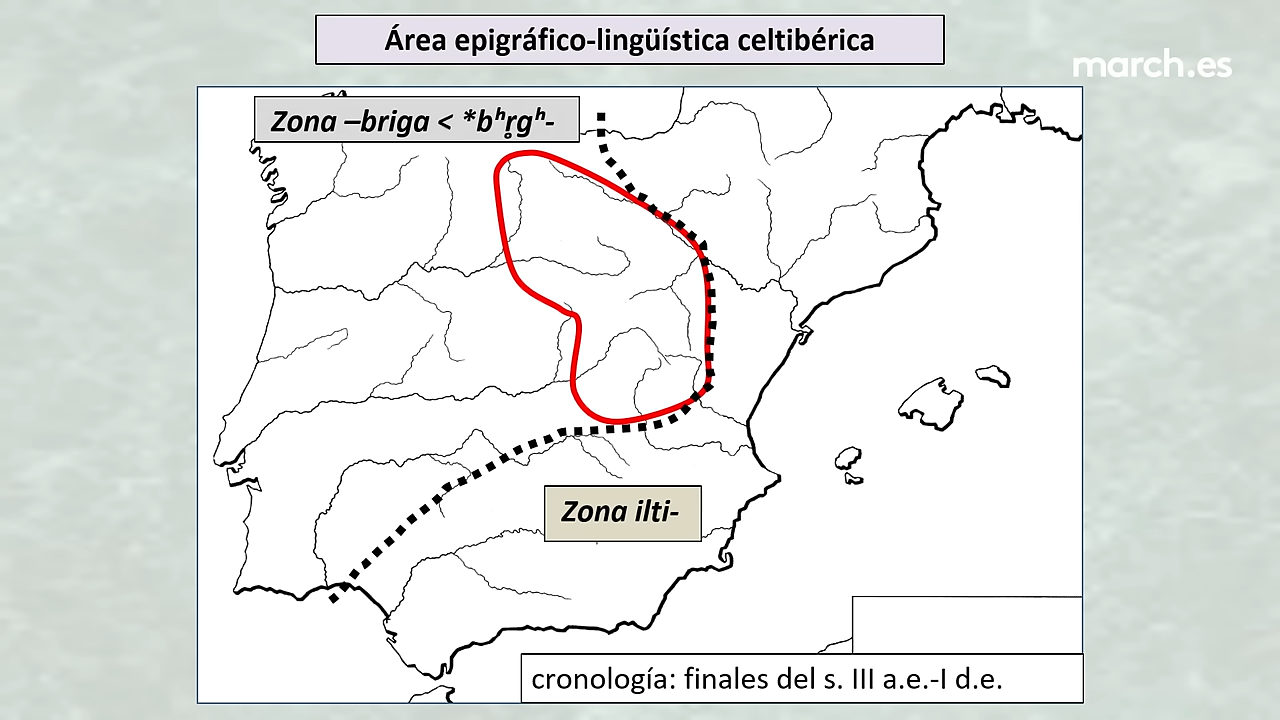 Área epigráfico-lingüística celtibérica
march.es
Zona –briga < *bʰr̥gʰ-
Zona ilti-
cronología: finales del s. III a.e.-I d.e.